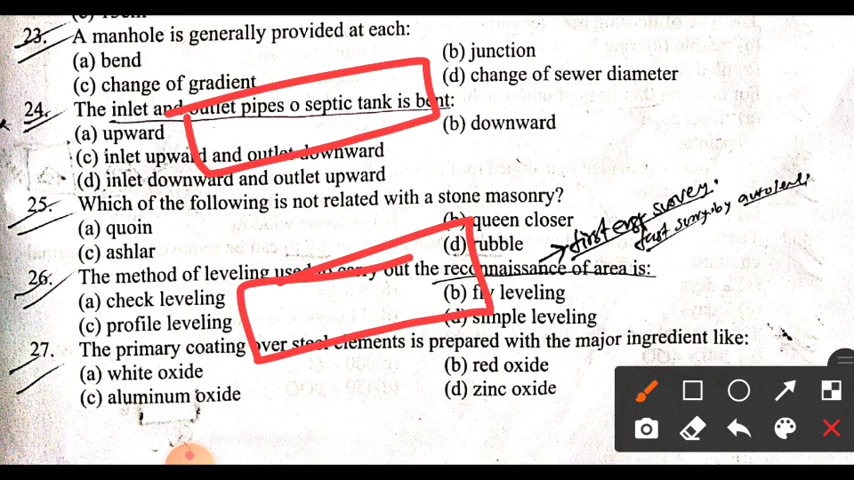 23. A manhole is generally provided at each:
(a) bend
(b) junction
(c) change of gradient
(d) change of sewer diameter
24. The inlet and outlet pipes o septic tank is bent:
(a) upward
(b) downward
(c) inlet upward and outlet downward
(d) inlet downward and outlet upward
25. Which of the following is not related with a stone masonry?
(a) quoin
(b) queen closer
(c) ashlar
(d) rubble
first survey.
by
26. The method of leveling used to carry out the reconnaissance of area is:
(a) check leveling
(b) fly leveling
(c) profile leveling
(d) simple leveling
27. The primary coating over steel elements is prepared with the major ingredient like:
(a) white oxide
(b) red oxide
(c) aluminum oxide
(d) zinc oxide